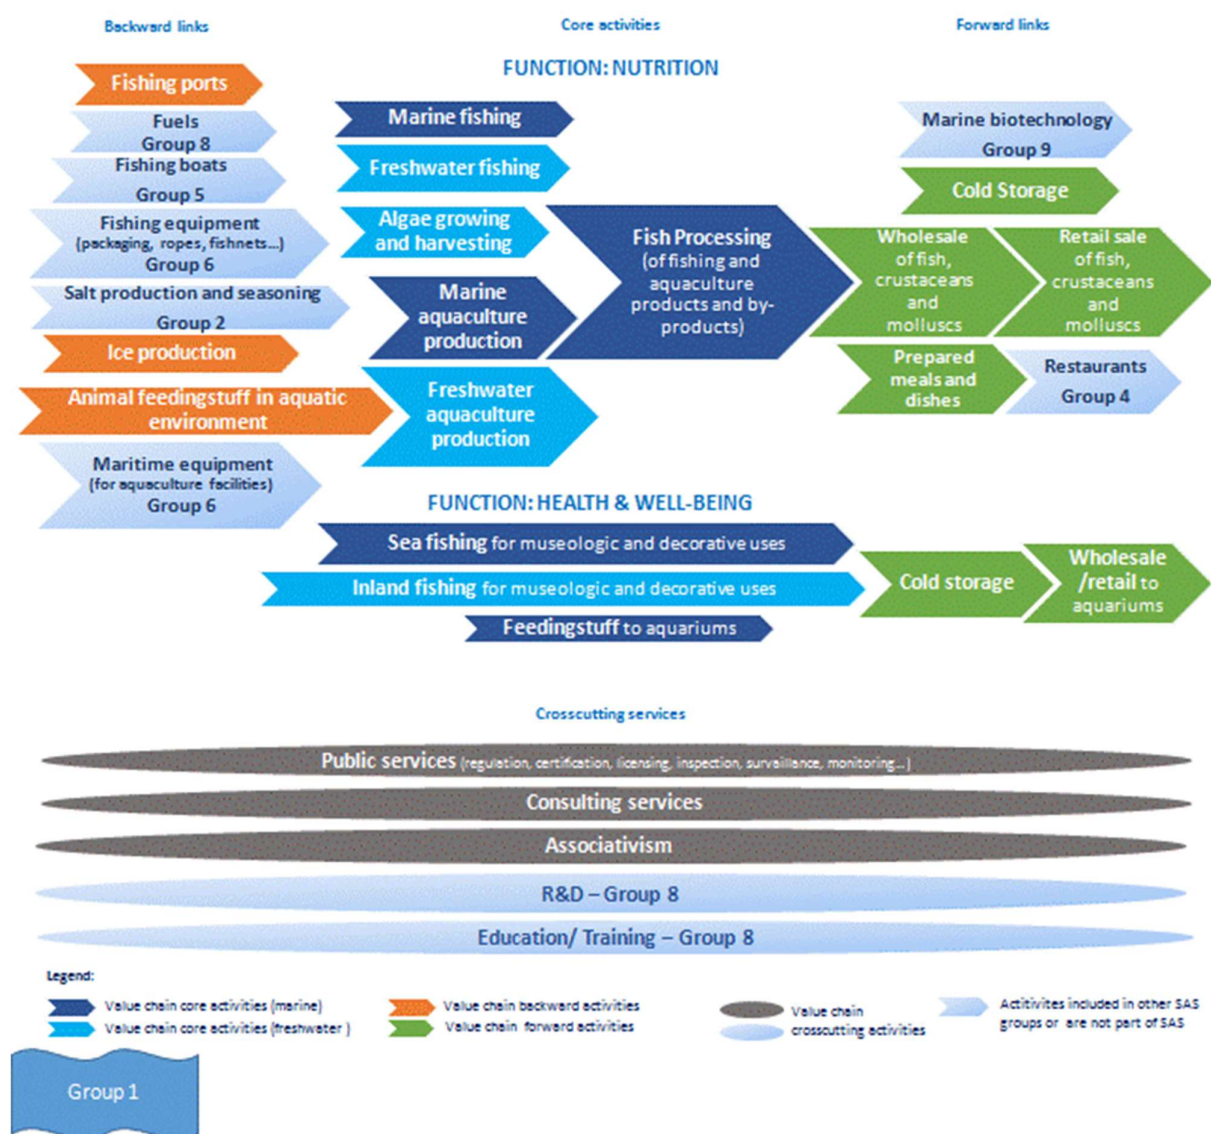 Backward links
Core activities
Forward links
FUNCTION: NUTRITION
Fishing ports
Fuels
Group 8
Fishing boats
Group 5
Fishing equipment
(packaging, ropes, fishnets...)
Group 6
Salt production and seasoning
Group 2
Ice production
Animal feedingstuff in aquatic
environment
Maritime equipment
(for aquaculture facilities)
Group 6
Marine fishing
Freshwater fishing
Algae growing
and harvesting
Marine
aquaculture
production
Freshwater
aquaculture
production
Fish Processing
(of fishing and
aquaculture
products and by-
products)
Marine biotechnology
Group 9
Cold Storage
Wholesale
of fish,
crustaceans
and
molluscs
Retail sale
of fish,
crustaceans
and
molluscs
Prepared
meals and
dishes
Restaurants
Group 4
FUNCTION: HEALTH & WELL-BEING
Sea fishing for museologic and decorative uses
Inland fishing for museologic and decorative uses
Feedingstuff to aquariums
Cold storage
Wholesale
/retail to
aquariums
Crosscutting services
Public services (regulation, certification, licensing, inspection, survaillance, monitoring...)
Consulting services
Associativism
R&D – Group 8
Education/ Training – Group 8
Legend:
Value chain core activities (marine)
Value chain core activities (freshwater )
Value chain backward activities
Value chain forward activities
Value chain
crosscutting activities
Actitivites included in other SAS
groups or are not part of SAS
Group 1